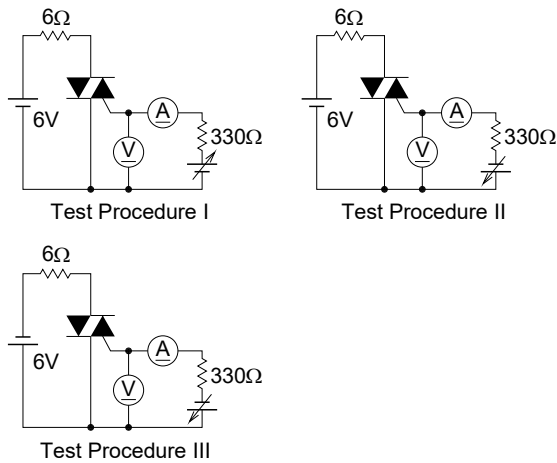 6Ω
6V
A
V
330Ω
Test Procedure I
6Ω
6V
A
V
330Ω
Test Procedure II
6Ω
6V
A
V
330Ω
Test Procedure III